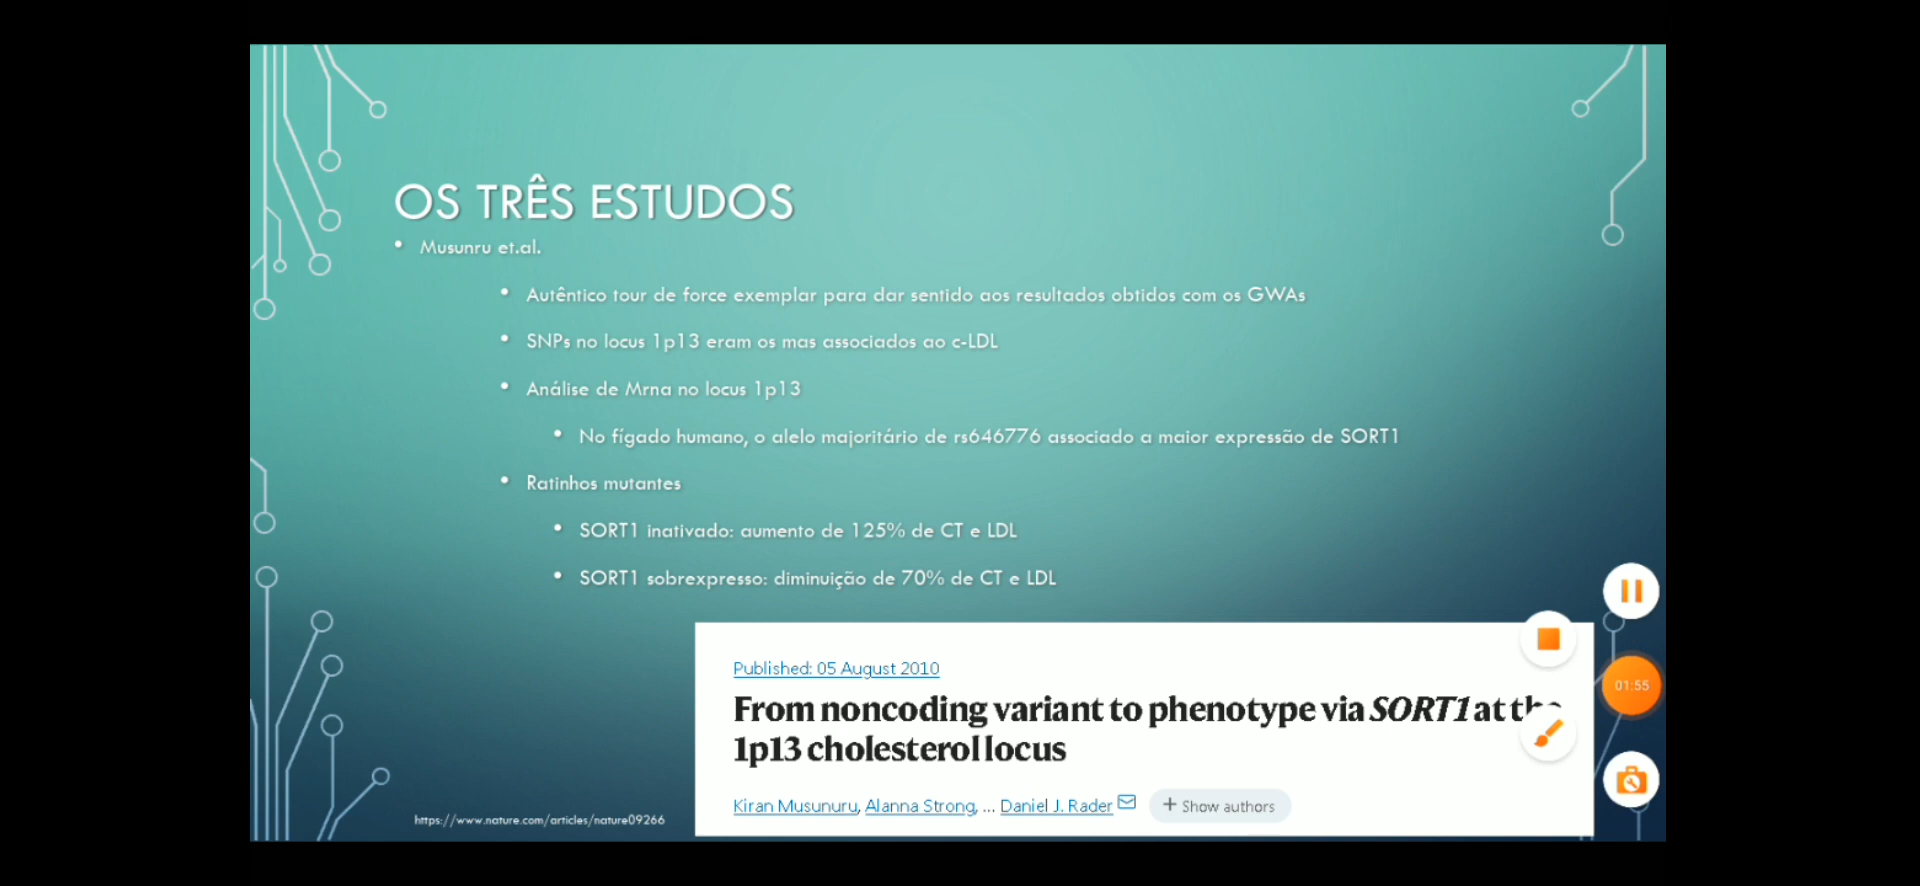 OS TRÊS ESTUDOS
• Musunru et.al.
• Autêntico tour de force exemplar para dar sentido aos resultados obtidos com os GWAs
• SNPs no locus 1p13 eram os mas associados ao c-LDL
• Análise de Mrna no locus 1p13
• No fígado humano, o alelo majoritário de rs646776 associado a maior expressão de SORT1
• Ratinhos mutantes
• SORT1 inativado: aumento de 125% de CT e LDL
• SORT1 sobrexpresso: diminuição de 70% de CT e LDL
Published: 05 August 2010
From noncoding variant to phenotype via SORT1 at the
1p13 cholesterol locus
Kiran Musunuru, Alanna Strong, ... Daniel J. Rader + Show authors
https://www.nature.com/articles/nature09266
01:55